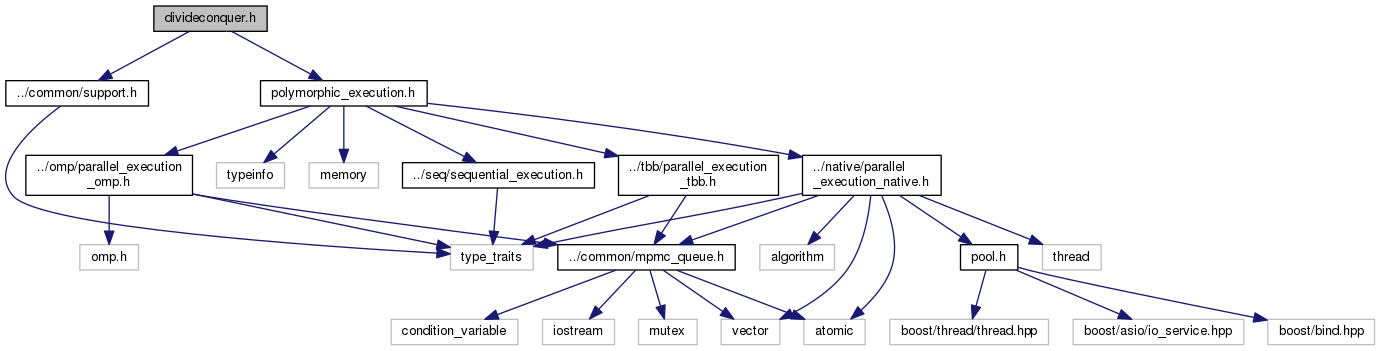 divideconquer.h
../common/support.h
polymorphic_execution.h
../omp/parallel_execution
_omp.h
typeinfo
memory
../seq/sequential_execution.h
../tbb/parallel_execution
_tbb.h
../native/parallel
_execution_native.h
omp.h
type_traits
../common/mpmc_queue.h
algorithm
pool.h
thread
condition_variable
iostream
mutex
vector
atomic
boost/thread/thread.hpp
boost/asio/io_service.hpp
boost/bind.hpp